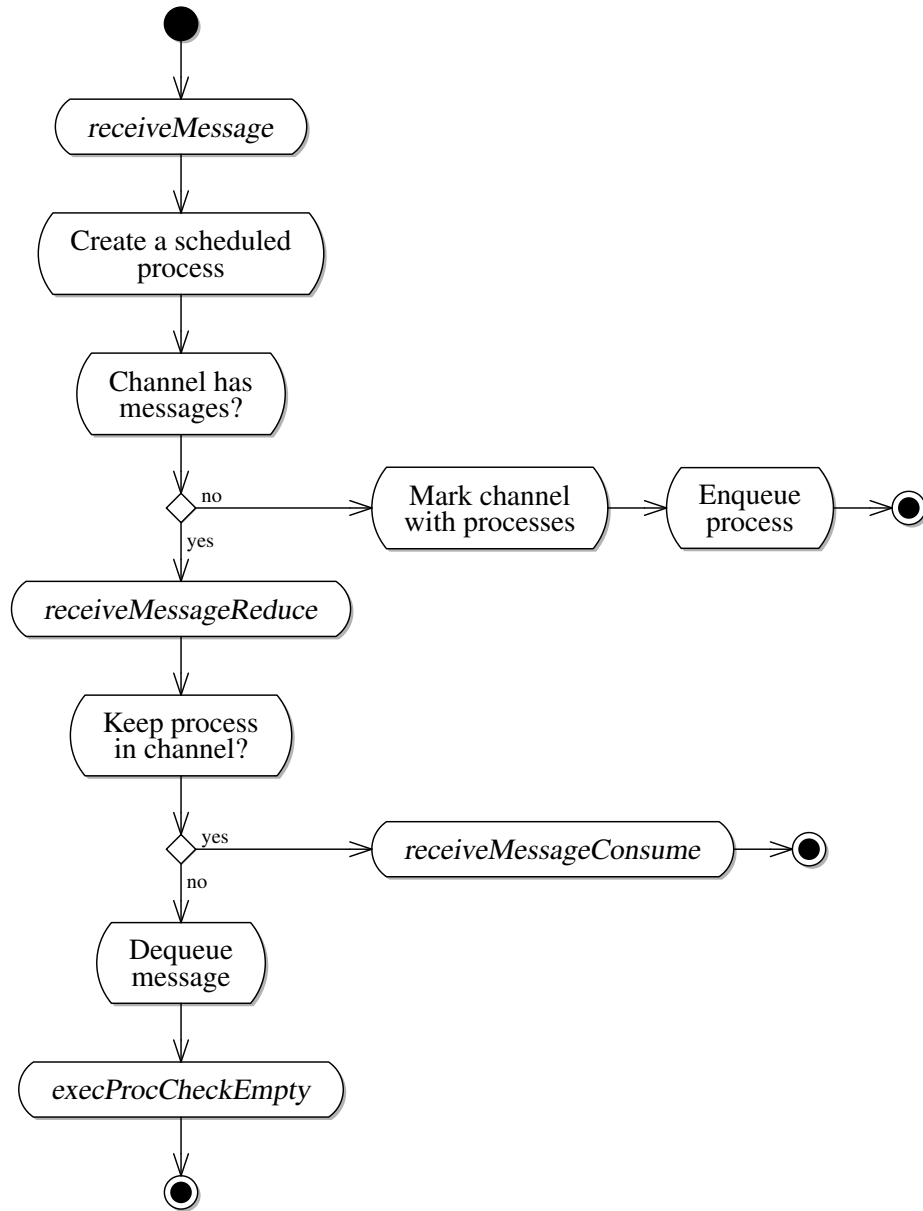 receiveMessage
Create a scheduled
process
Channel has
messages?
no
Mark channel
with processes
Enqueue
process
yes
receiveMessageReduce
Keep process
in channel?
yes
receiveMessageConsume
no
Dequeue
message
execProcCheckEmpty